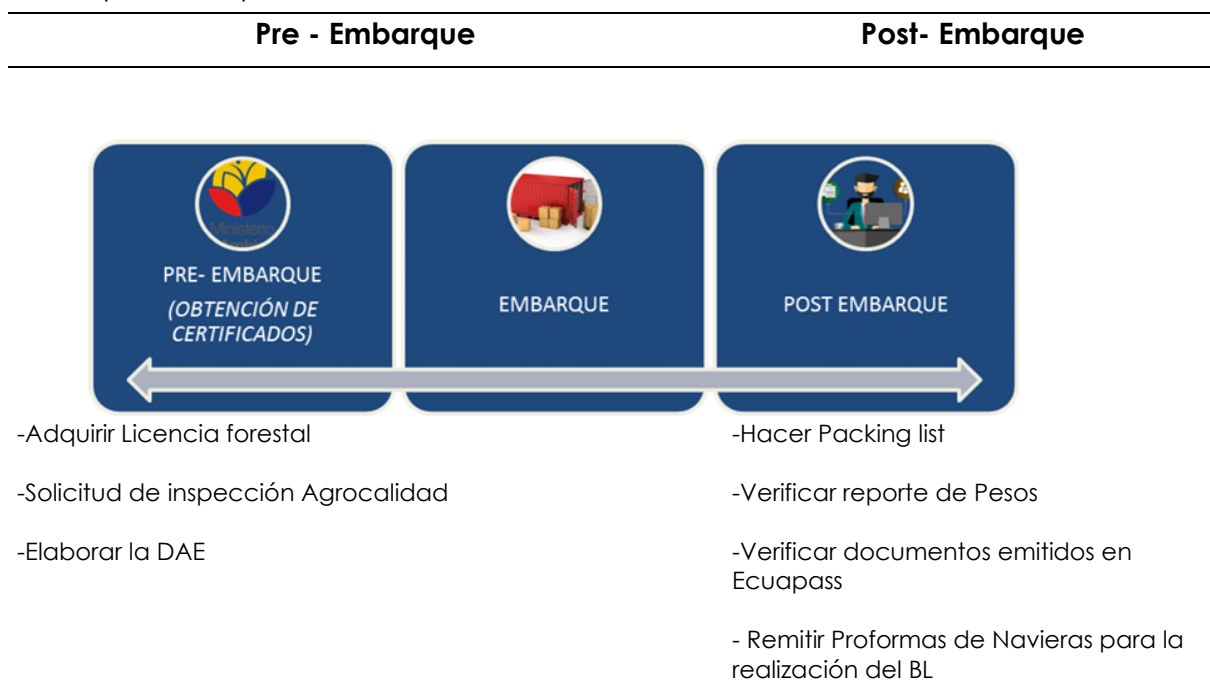 Pre - Embarque
Post- Embarque
Ministerio
PRE- EMBARQUE
(OBTENCIÓN DE
CERTIFICADOS)
EMBARQUE
POST EMBARQUE
-Adquirir Licencia forestal
-Solicitud de inspección Agrocalidad
-Elaborar la DAE
-Hacer Packing list
-Verificar reporte de Pesos
-Verificar documentos emitidos en
Ecuapass
- Remitir Proformas de Navieras para la
realización del BL